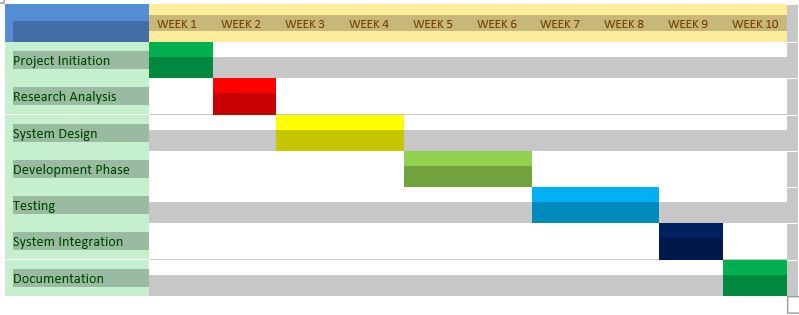 WEEK 1 WEEK 2 WEEK 3 WEEK 4 WEEK 5 WEEK 6 WEEK 7 WEEK 8 WEEK 9 WEEK 10
Project Initiation
Research Analysis
System Design
Development Phase
Testing
System Integration
Documentation